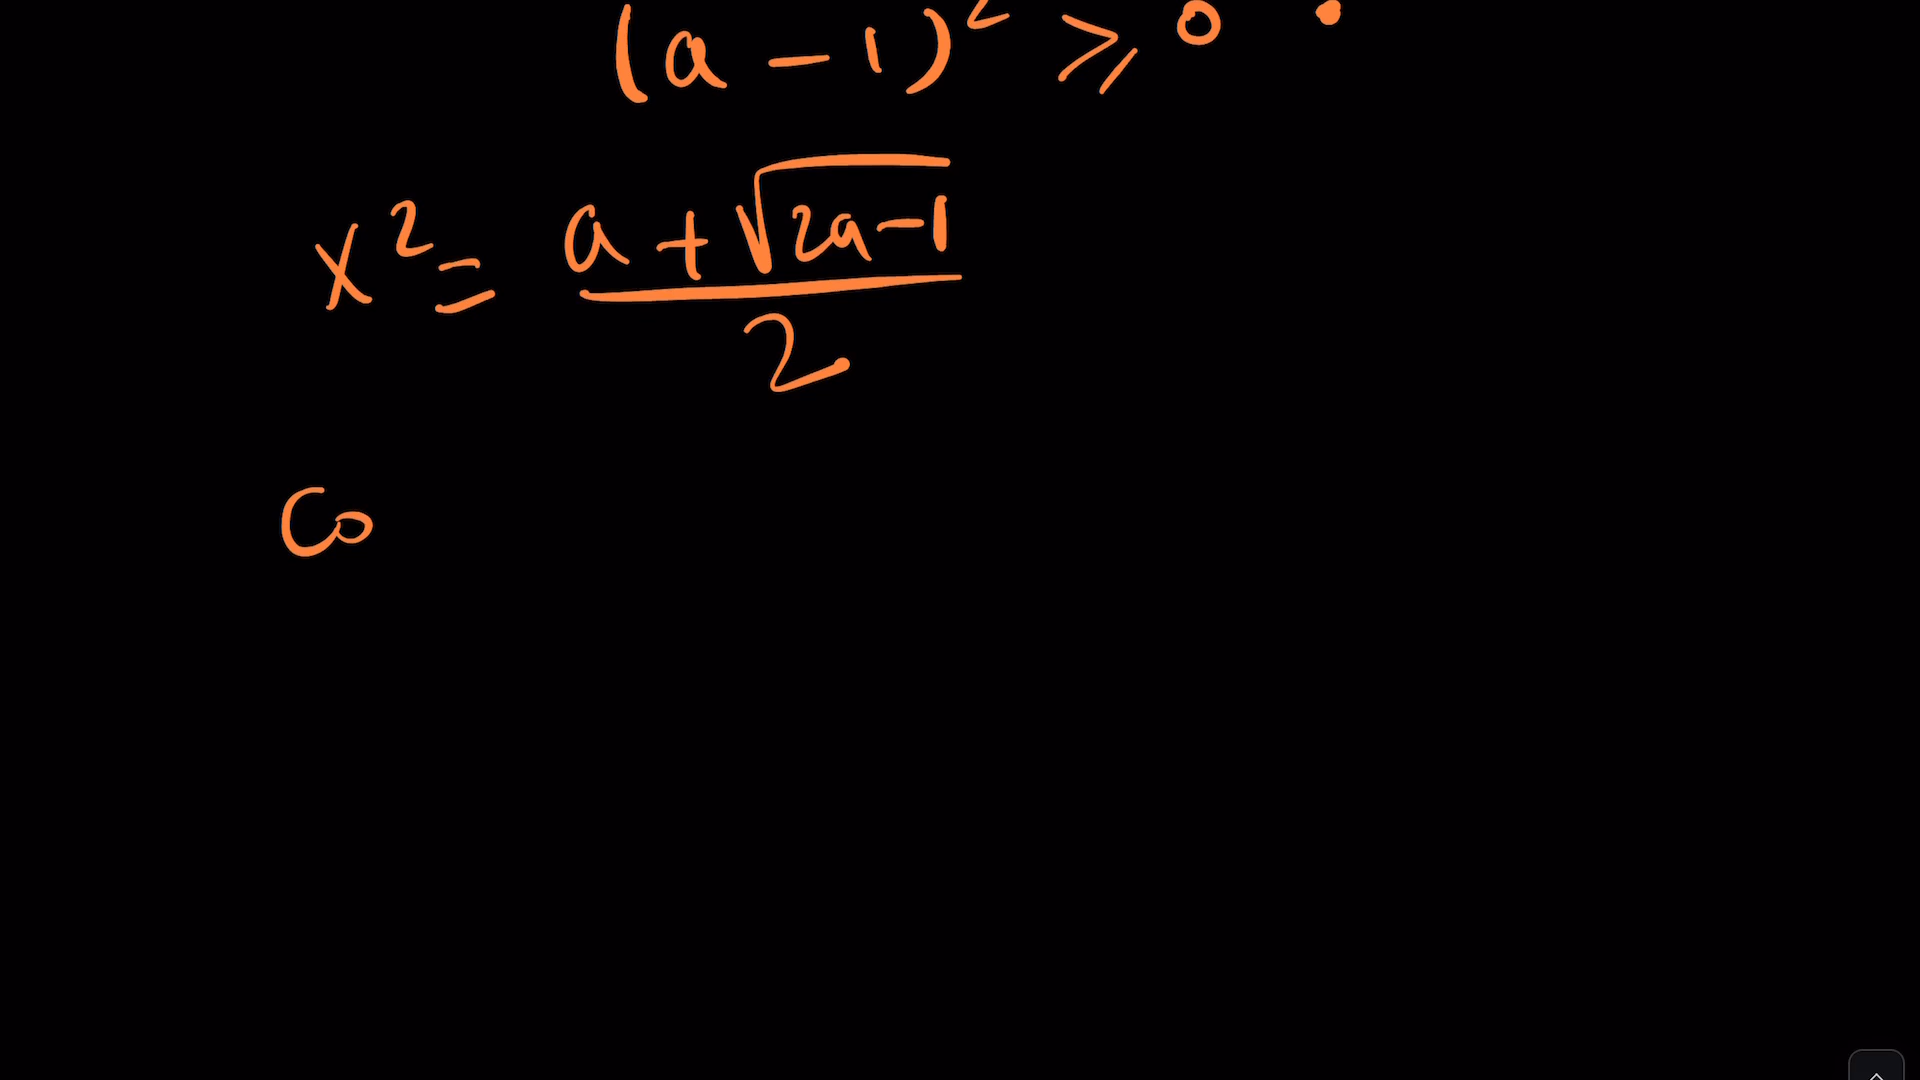 (a - 1)² ⩾ 0 .
x² = (a + √(2a-1)) / 2
Co